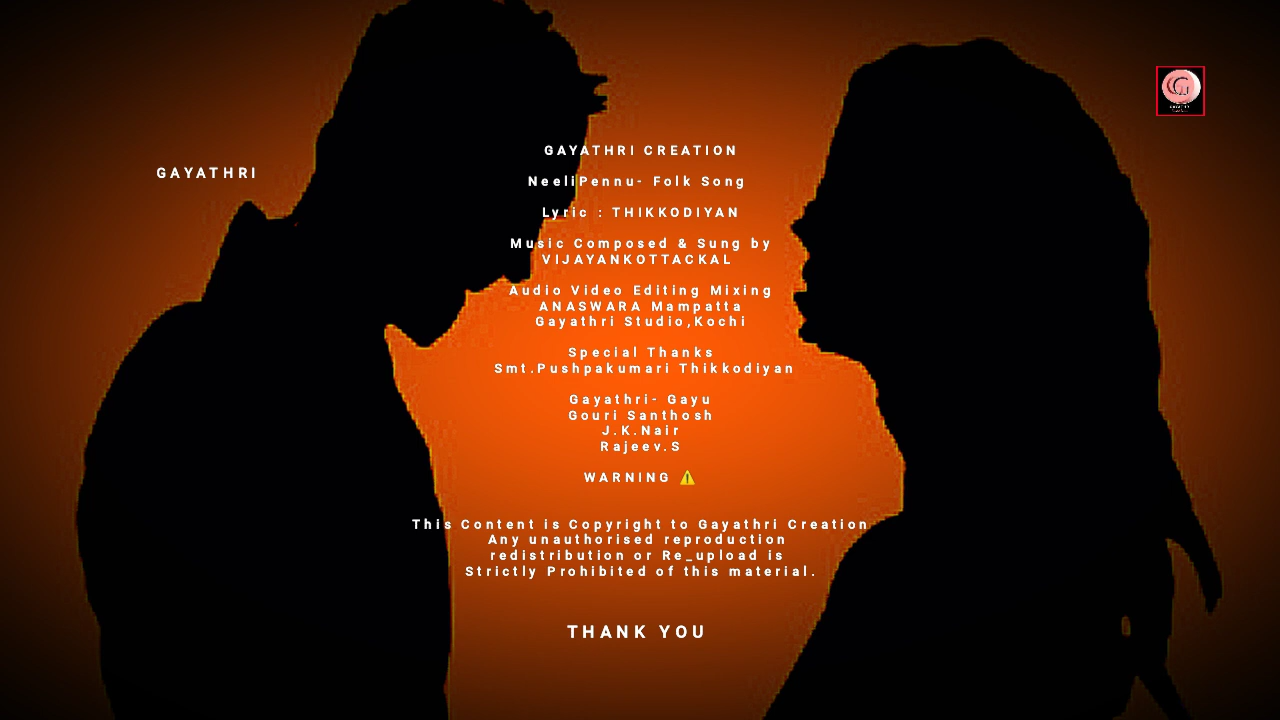 GAYATHRI
GAYATHRI CREATION
NeeliPennu- Folk Song
Lyric : THIKKODIYAN
Music Composed & Sung by
VIJAYANKOTTACKAL
Audio Video Editing Mixing
ANASWARA Mampatta
Gayathri Studio,Kochi
Special Thanks
Smt.Pushpakumari Thikkodiyan
Gayathri- Gayu
Gouri Santhosh
J.K.Nair
Rajeev.S
WARNING ⚠️
This Content is Copyright to Gayathri Creation
Any unauthorised reproduction
redistribution or Re_upload is
Strictly Prohibited of this material.
THANK YOU